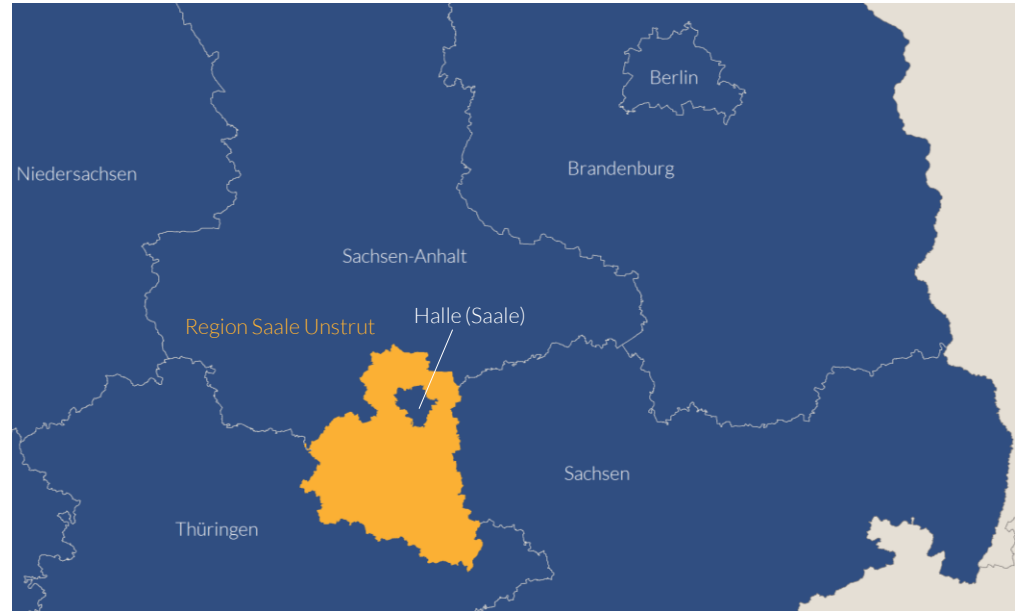 Berlin
Niedersachsen
Brandenburg
Sachsen-Anhalt
Region Saale Unstrut
Halle (Saale)
Sachsen
Thüringen